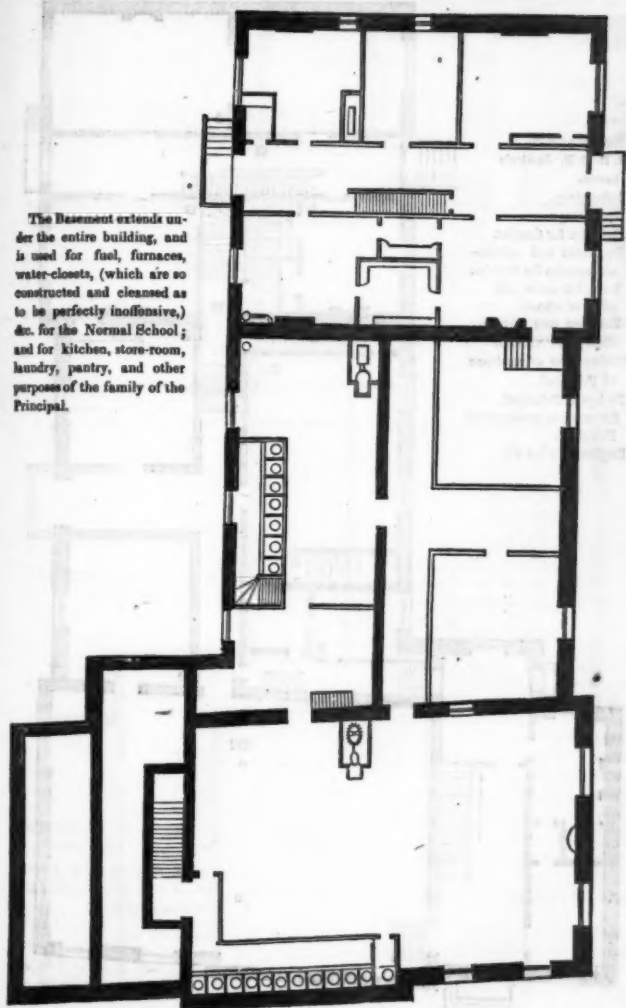 The Basement extends un-
der the entire building, and
is used for fuel, furnaces,
water-closets, (which are so
constructed and cleansed as
to be perfectly inoffensive,)
&c. for the Normal School;
and for kitchen, store-room,
laundry, pantry, and other
purposes of the family of the
Principal.